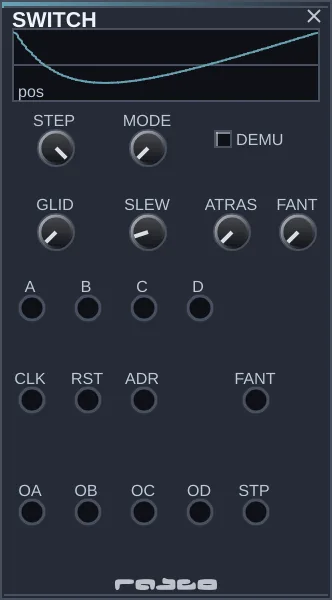 SWITCH
pos
STEP MODE DEMU
GLID SLEW ATRAS FANT
A B C D
CLK RST ADR FANT
OA OB OC OD STP